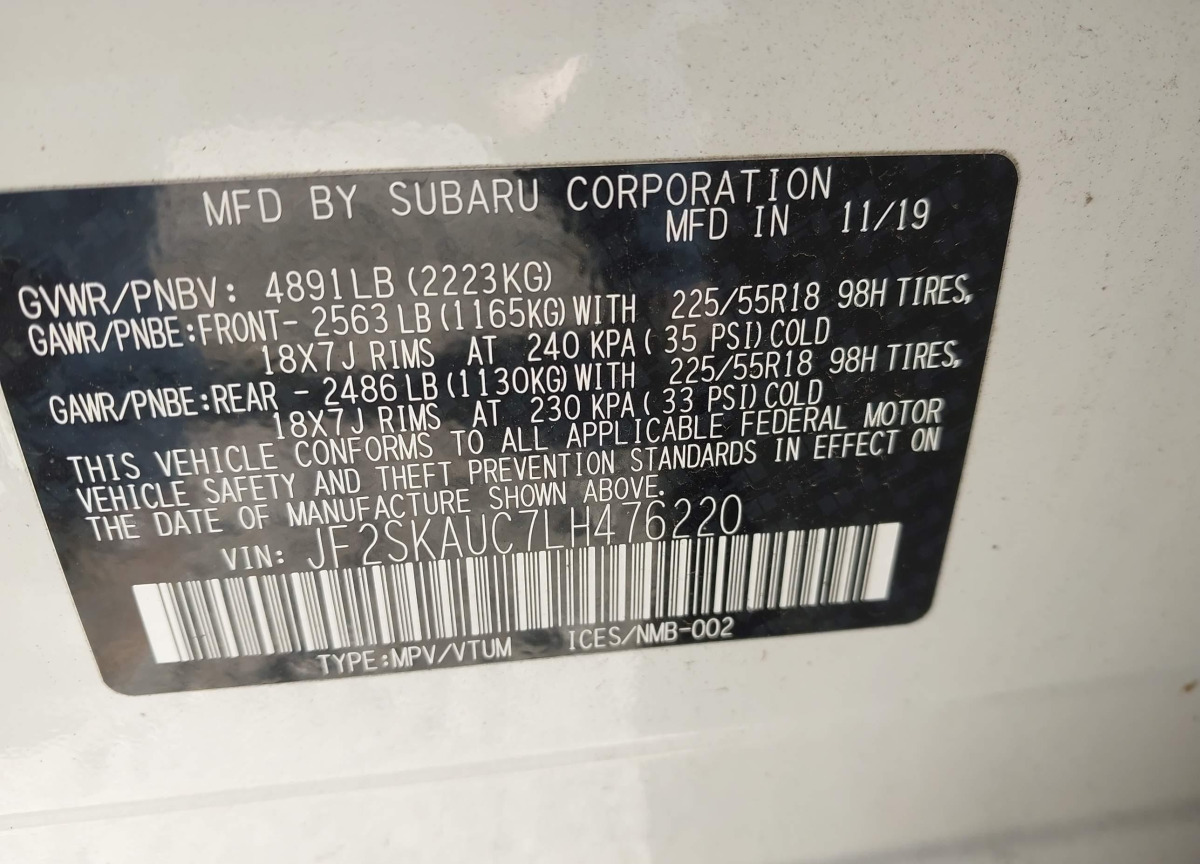 MFD BY SUBARU CORPORATION
MFD IN 11/19
GVWR/PNBV: 4891LB (2223KG)
GAWR/PNBE:FRONT- 2563 LB (1165KG) WITH 225/55R18 98H TIRES,
18X7J RIMS AT 240 KPA ( 35 PSI) COLD
GAWR/PNBE:REAR - 2486 LB (1130KG) WITH 225/55R18 98H TIRES,
18X7J RIMS AT 230 KPA ( 33 PSI) COLD
THIS VEHICLE CONFORMS TO ALL APPLICABLE FEDERAL MOTOR
VEHICLE SAFETY AND THEFT PREVENTION STANDARDS IN EFFECT ON
THE DATE OF MANUFACTURE SHOWN ABOVE.
VIN: JF2SKAUC7LH476220
TYPE:MPV/VTUM ICES/NMB-002